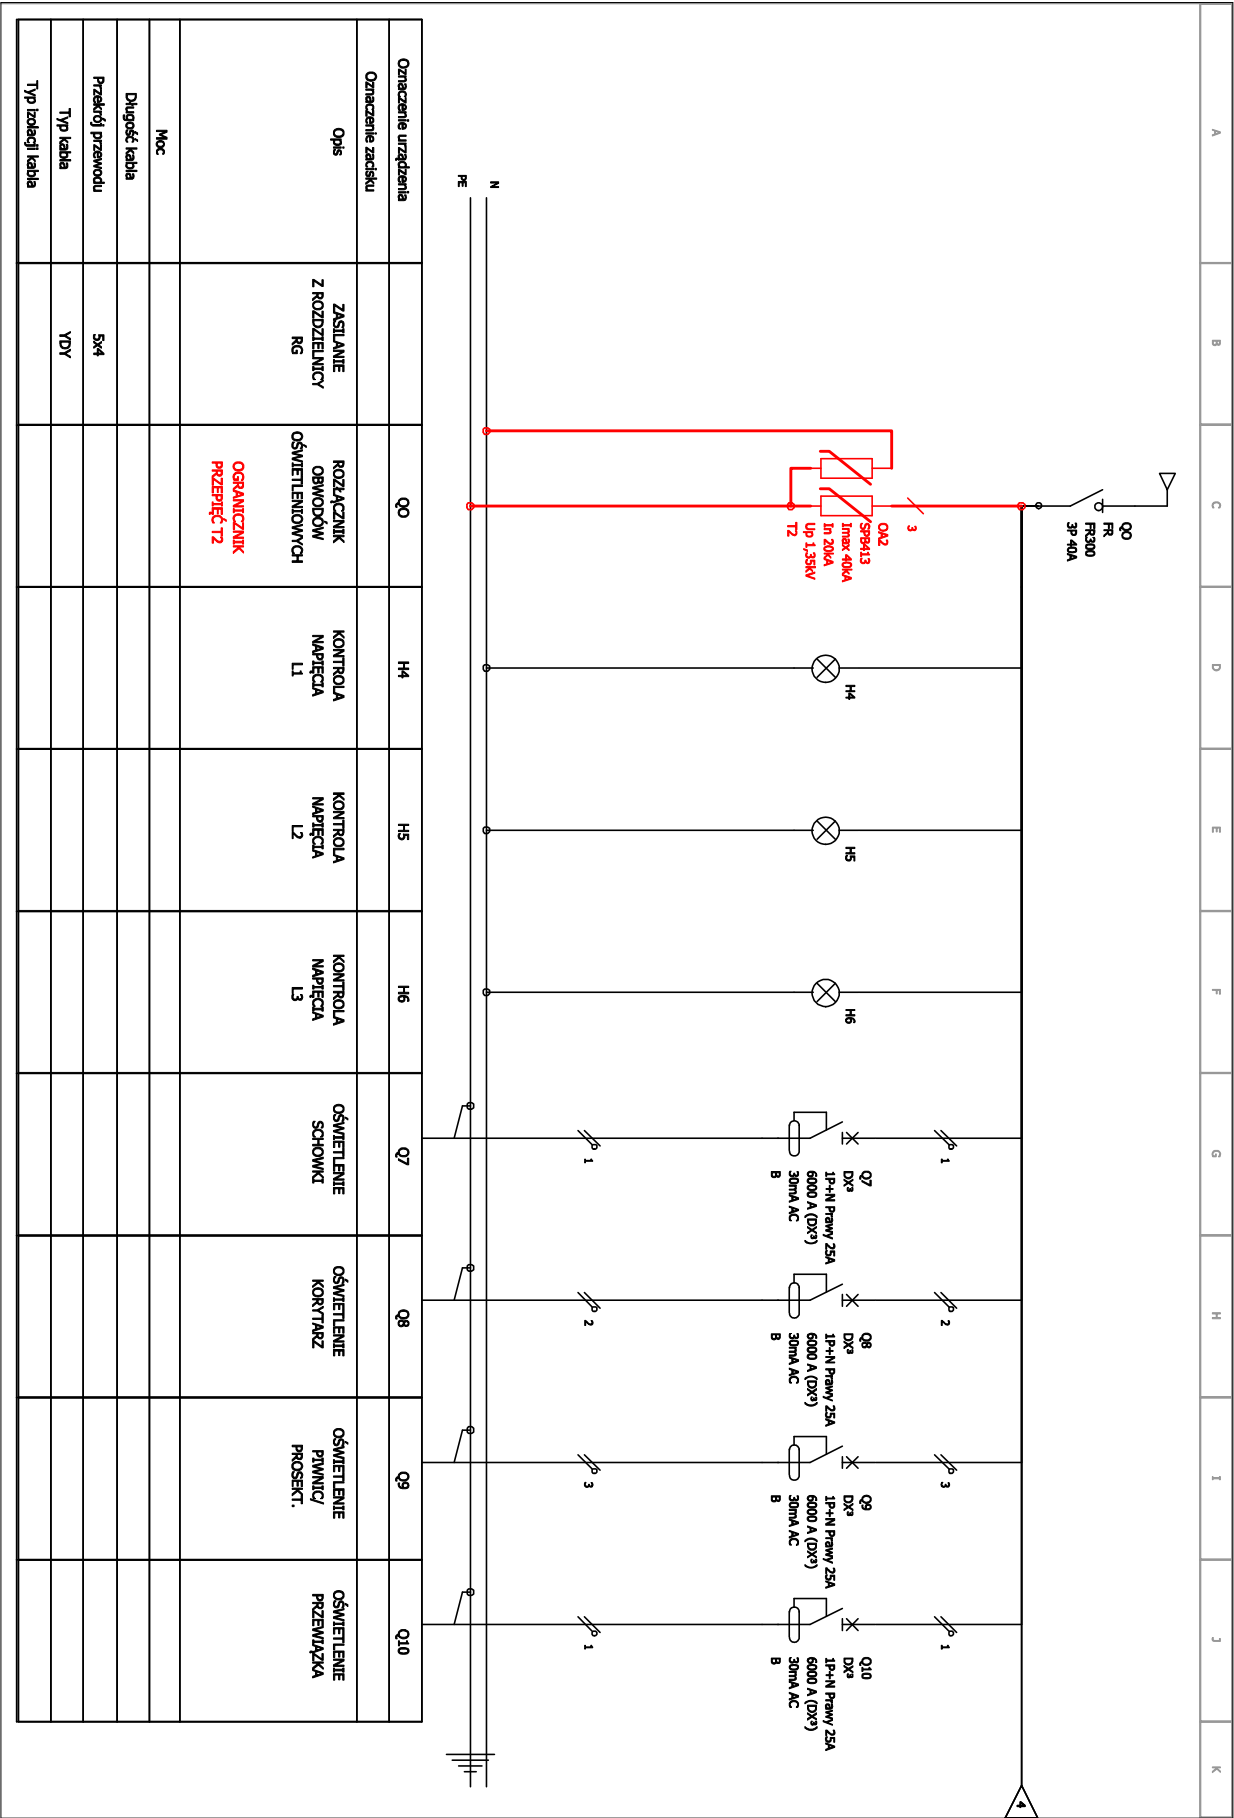 A
B
C
D
E
F
G
H
I
J
K
QO
FR
FR300
3P 40A
4
3
OA2
SPB413
Imax 40kA
In 20kA
Up 1,35kV
T2
H4
H5
H6
1
Q7
DX³
1P+N Prawy 25A
6000 A (DX³)
30mA AC
B
1
2
Q8
DX³
1P+N Prawy 25A
6000 A (DX³)
30mA AC
B
2
3
Q9
DX³
1P+N Prawy 25A
6000 A (DX³)
30mA AC
B
3
1
Q10
DX³
1P+N Prawy 25A
6000 A (DX³)
30mA AC
B
1
N
PE
Oznaczenie urządzenia
QO
H4
H5
H6
Q7
Q8
Q9
Q10
Oznaczenie zacisku
Opis
ZASILANIE
Z ROZDZIELNICY
RG
ROZŁĄCZNIK
OBWODÓW
OŚWIETLENIOWYCH
OGRANICZNIK
PRZEPIĘĆ T2
KONTROLA
NAPIĘCIA
L1
KONTROLA
NAPIĘCIA
L2
KONTROLA
NAPIĘCIA
L3
OŚWIETLENIE
SCHOWKI
OŚWIETLENIE
KORYTARZ
OŚWIETLENIE
PIWNIC/
PROSEKT.
OŚWIETLENIE
PRZEWIĄZKA
Moc
Długość kabla
Przekrój przewodu
5x4
Typ kabla
YDY
Typ izolacji kabla